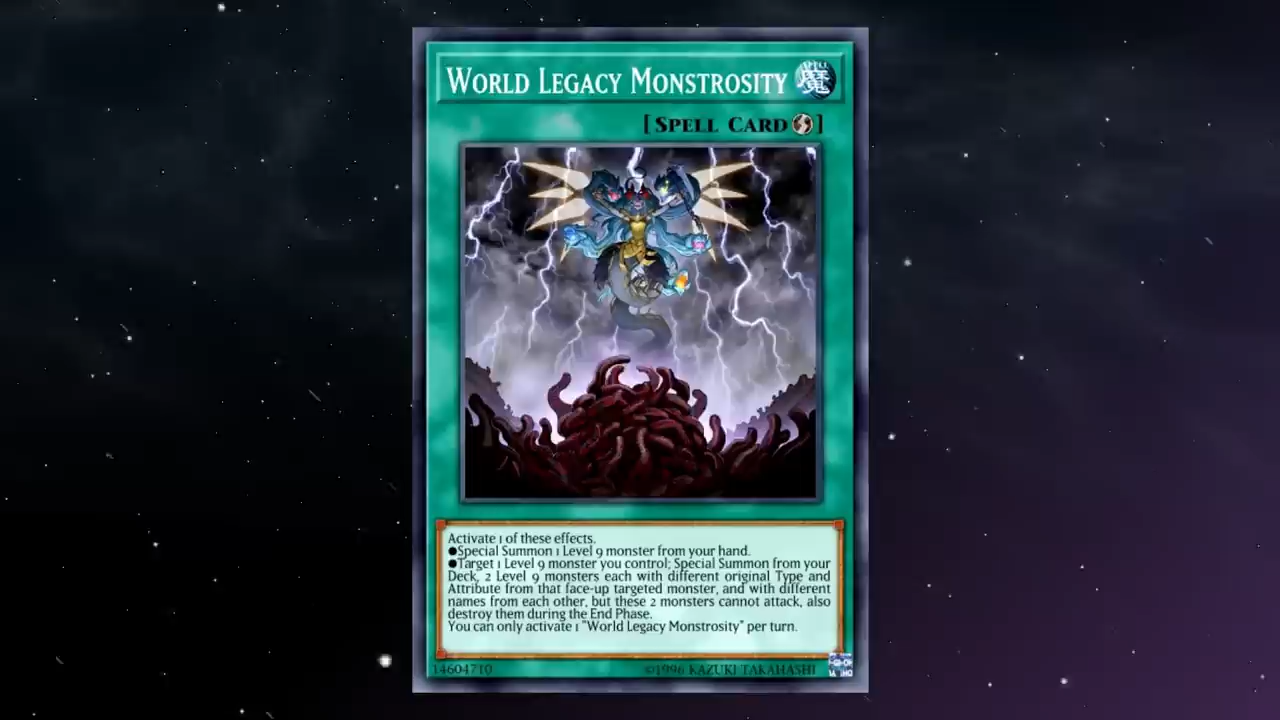 WORLD LEGACY MONSTROSITY 魔
[SPELL CARD]
Activate 1 of these effects.
●Special Summon 1 Level 9 monster from your hand.
●Target 1 Level 9 monster you control; Special Summon from your
Deck, 2 Level 9 monsters each with different original Type and
Attribute from that face-up targeted monster, and with different
names from each other, but these 2 monsters cannot attack, also
destroy them during the End Phase.
You can only activate 1 "World Legacy Monstrosity" per turn.
14604710 ©1996 KAZUKI TAKAHASHI